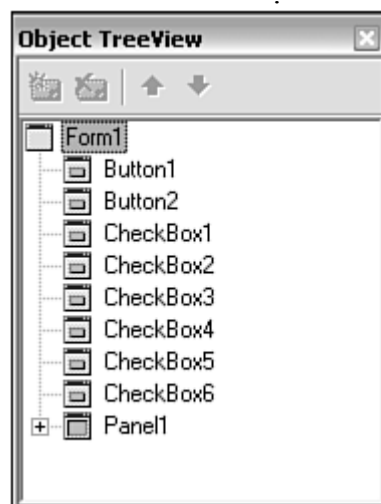 Object TreeView
Form1
Button1
Button2
CheckBox1
CheckBox2
CheckBox3
CheckBox4
CheckBox5
CheckBox6
Panel1